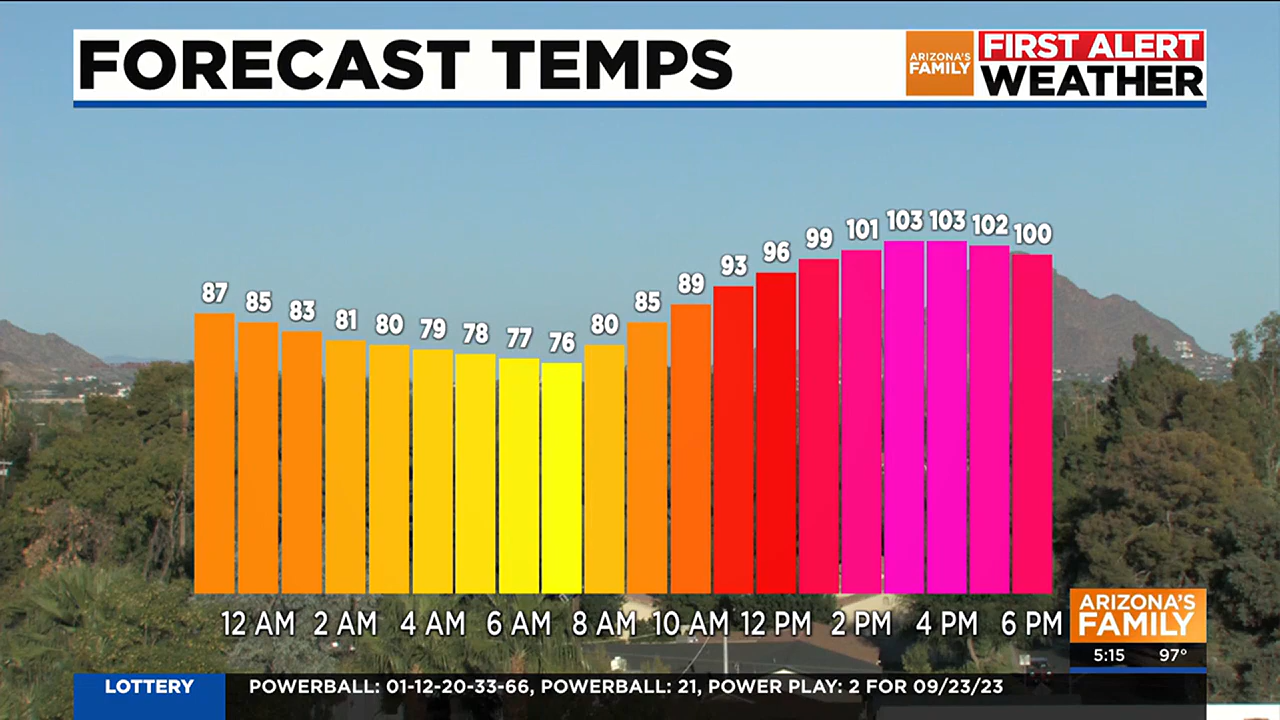 FORECAST TEMPS
ARIZONA'S
FAMILY
FIRST ALERT
WEATHER
87 85 83 81 80 79 78 77 76 80 85 89 93 96 99 101 103 103 102 100
12 AM 2 AM 4 AM 6 AM 8 AM 10 AM 12 PM 2 PM 4 PM 6 PM
ARIZONA'S
FAMILY
5:15 97°
LOTTERY POWERBALL: 01-12-20-33-66, POWERBALL: 21, POWER PLAY: 2 FOR 09/23/23